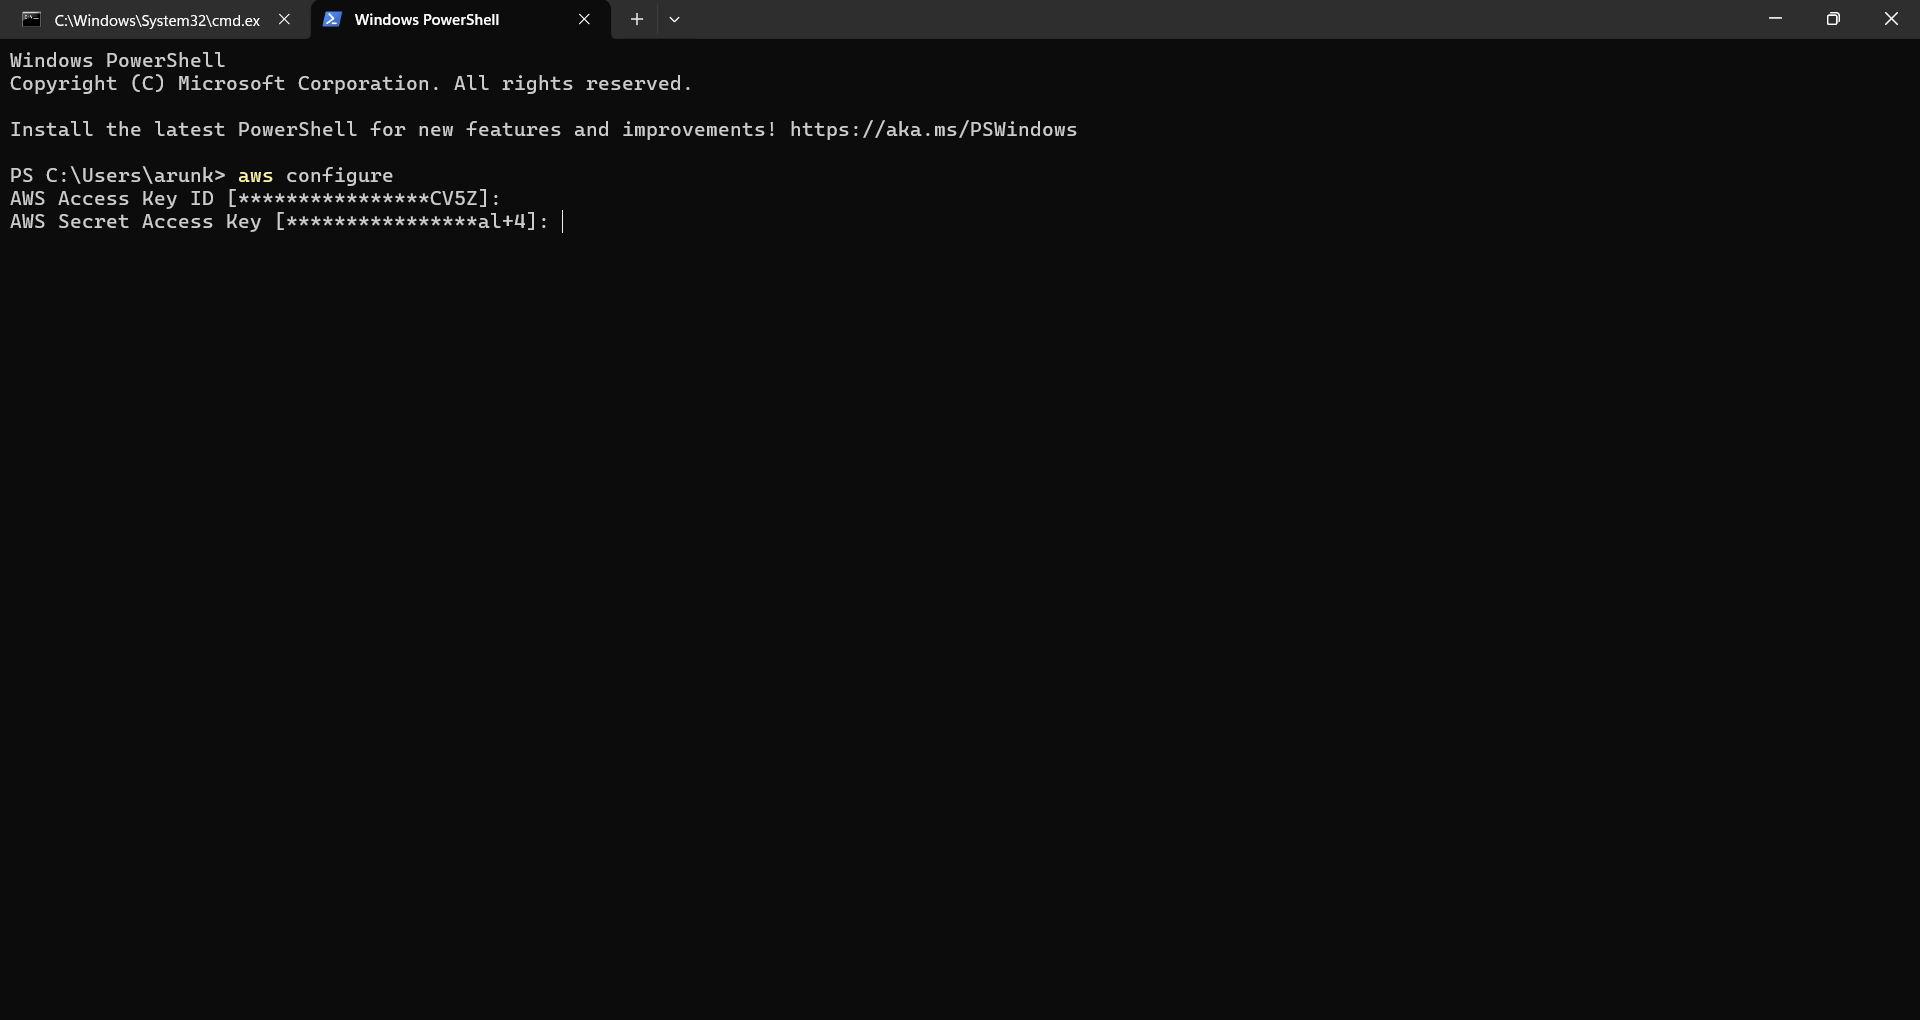 C:\Windows\System32\cmd.ex
Windows PowerShell
Windows PowerShell
Copyright (C) Microsoft Corporation. All rights reserved.
Install the latest PowerShell for new features and improvements! https://aka.ms/PSWindows
PS C:\Users\arunk> aws configure
AWS Access Key ID [****************CV5Z]:
AWS Secret Access Key [****************al+4]: